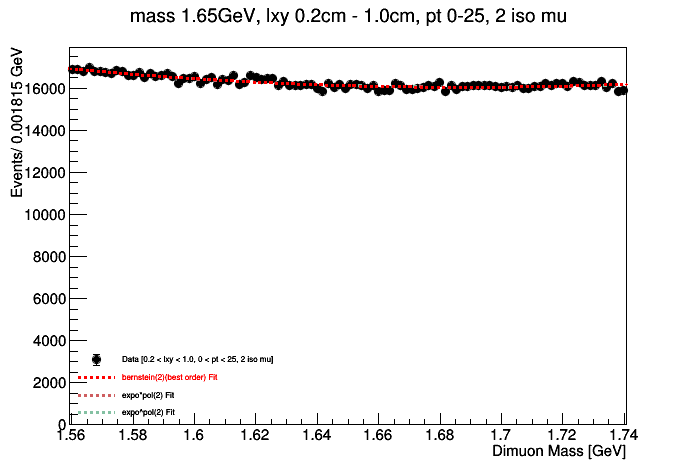 mass 1.65GeV, lxy 0.2cm - 1.0cm, pt 0-25, 2 iso mu
Events/ 0.001815 GeV
16000
14000
12000
10000
8000
6000
4000
2000
0
Data [0.2 < lxy < 1.0, 0 < pt < 25, 2 iso mu]
bernstein(2)(best order) Fit
expo*pol(2) Fit
expo^pol(2) Fit
1.56 1.58 1.6 1.62 1.64 1.66 1.68 1.7 1.72 1.74
Dimuon Mass [GeV]